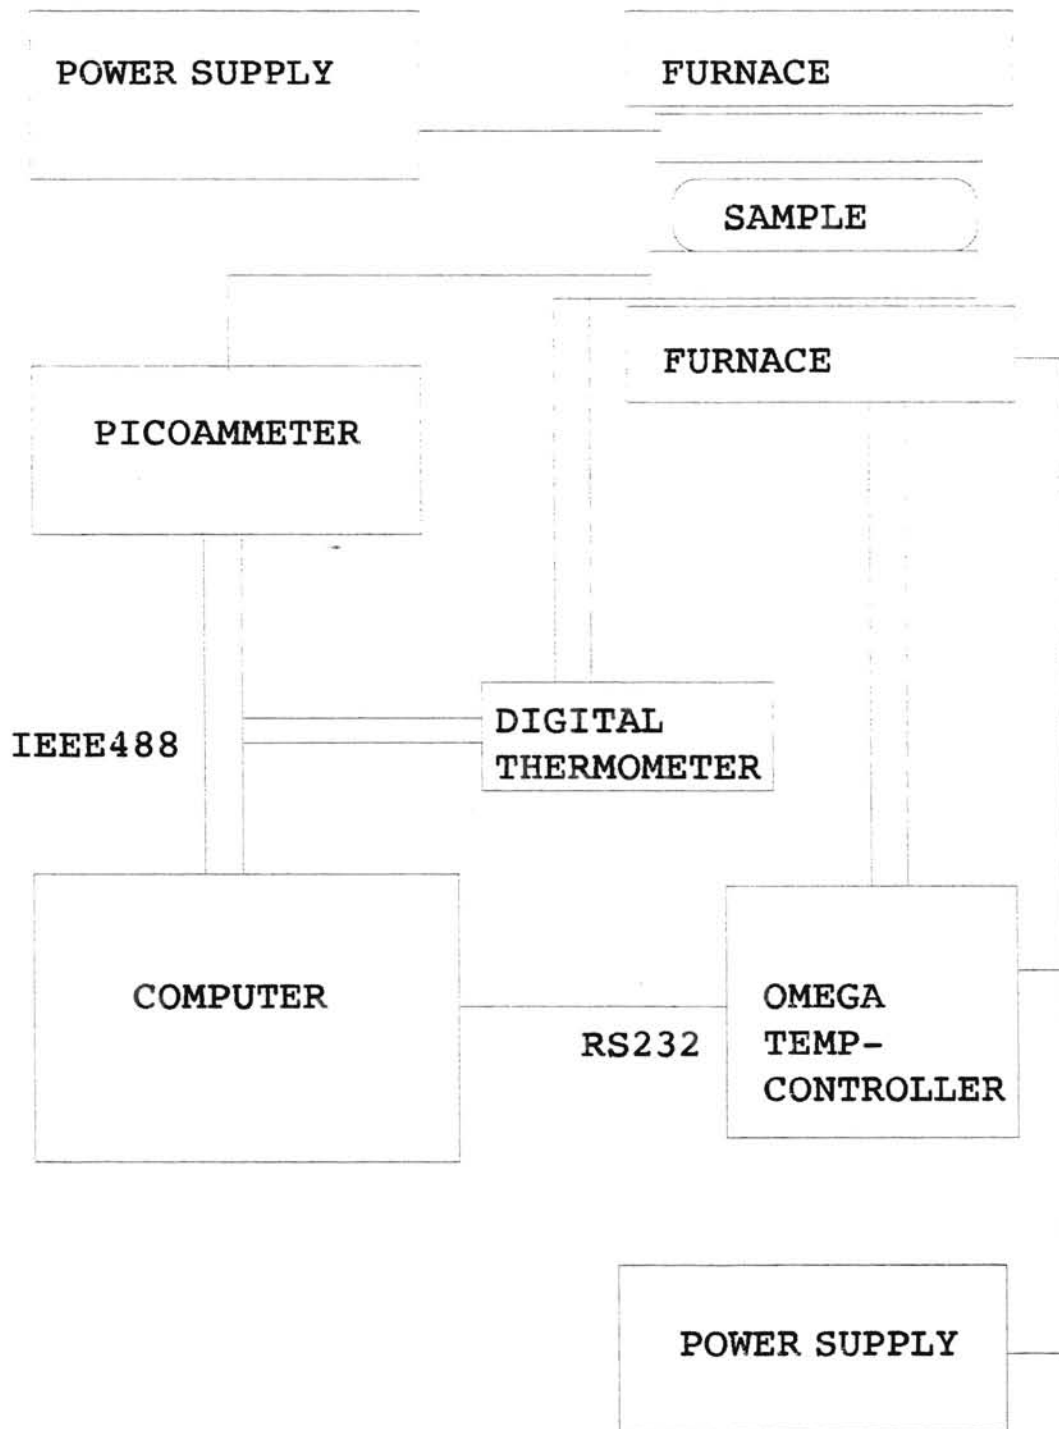 POWER SUPPLY
FURNACE
SAMPLE
FURNACE
PICOAMMETER
DIGITAL
THERMOMETER
IEEE488
COMPUTER
OMEGA
TEMP-
CONTROLLER
RS232
POWER SUPPLY